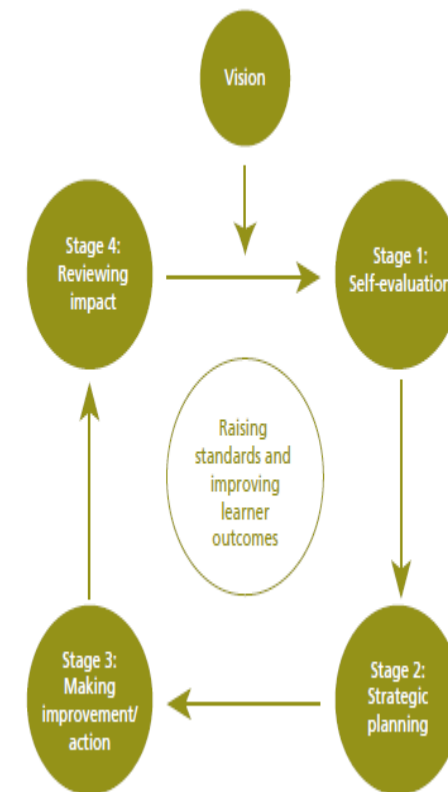 Vision
Stage 4:
Reviewing
impact
Stage 1:
Self-evaluation
Raising
standards and
improving
learner
outcomes
Stage 3:
Making
improvement/
action
Stage 2:
Strategic
planning